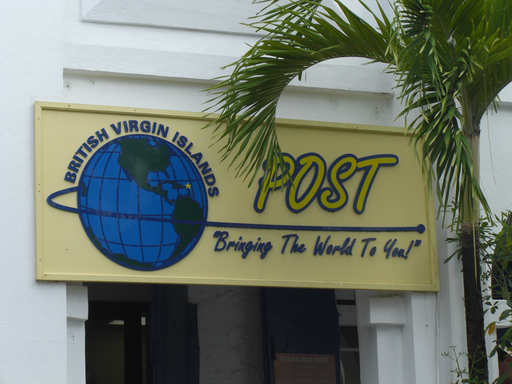 BRITISH VIRGIN ISLANDS
POST
"Bringing The World To You!"